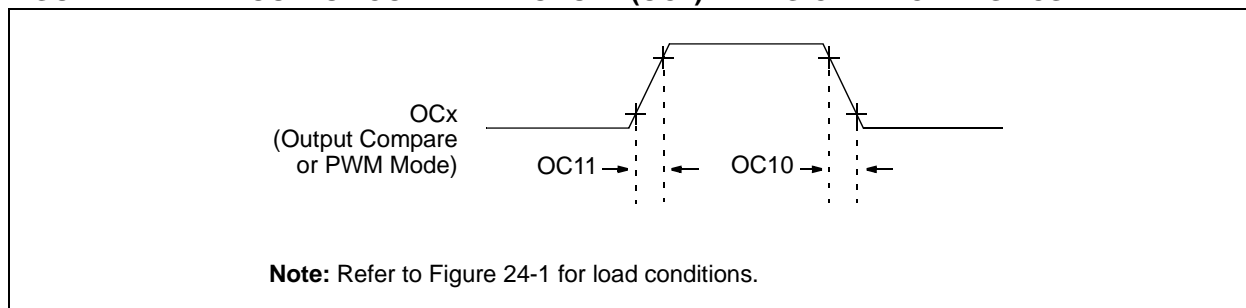 OCx
(Output Compare
or PWM Mode)
OC11
OC10
Note: Refer to Figure 24-1 for load conditions.